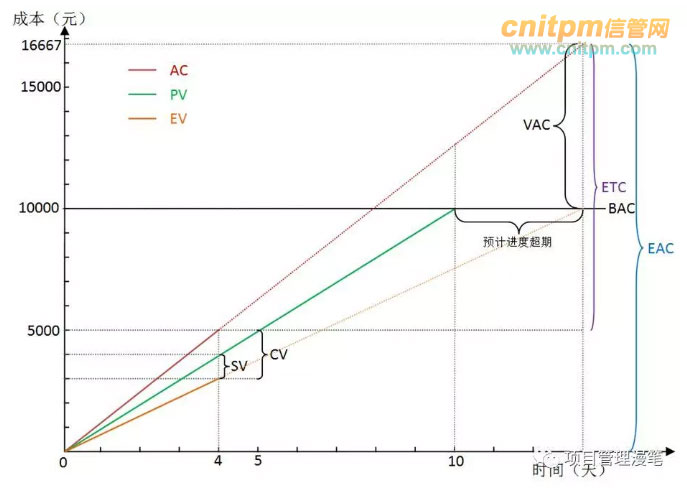 成本（元）
cnitpm信管网
www.cnitpm.com
16667
15000
AC
PV
EV
VAC
ETC
10000
BAC
预计进度超期
EAC
5000
CV
SV
0
4
5
10
时间（天）
项目管理漫笔